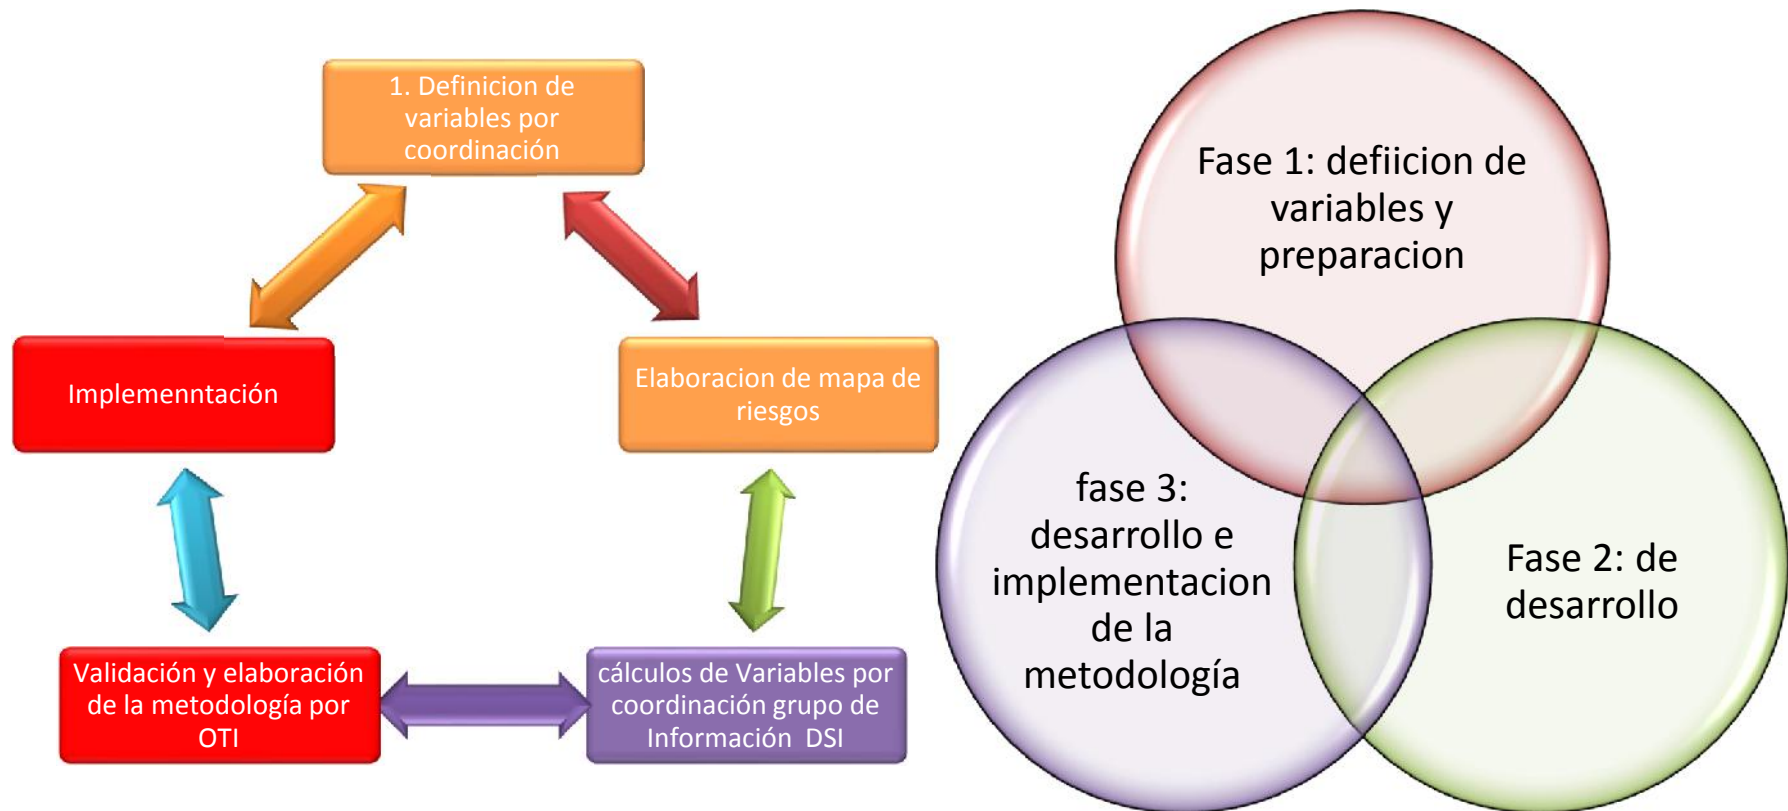 1. Definicion de
variables por
coordinación
Implemenntación
Elaboracion de mapa de
riesgos
Validación y elaboración
de la metodología por
OTI
cálculos de Variables por
coordinación grupo de
Información  DSI
Fase 1: defiicion de
variables y
preparacion
fase 3:
desarrollo e
implementacion
de la
metodología
Fase 2: de
desarrollo